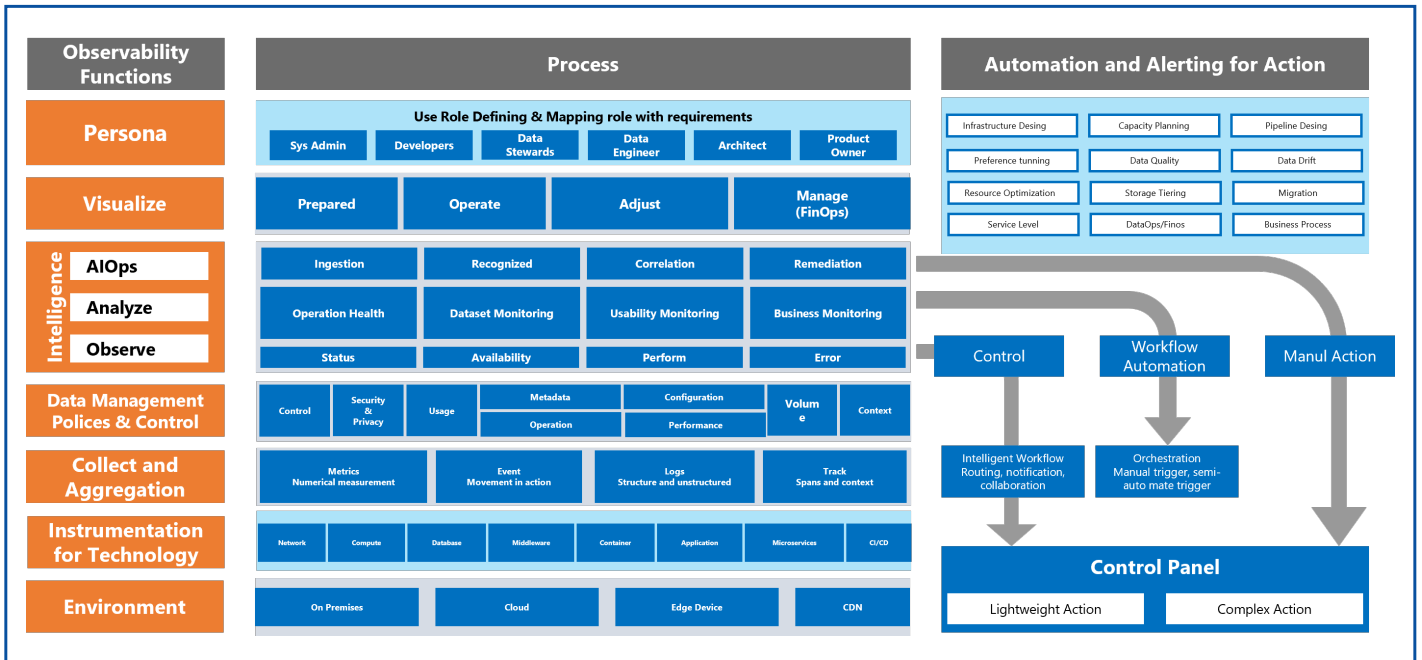 Observability
Functions
Process
Automation and Alerting for Action
Persona
Use Role Defining & Mapping role with requirements
Sys Admin
Developers
Data
Stewards
Data
Engineer
Architect
Product
Owner
Infrastructure Desing
Capacity Planning
Pipeline Desing
Preference tunning
Data Quality
Data Drift
Resource Optimization
Storage Tiering
Migration
Service Level
DataOps/Finos
Business Process
Visualize
Prepared
Operate
Adjust
Manage
(FinOps)
Intelligence
AIOps
Analyze
Observe
Ingestion
Recognized
Correlation
Remediation
Operation Health
Dataset Monitoring
Usability Monitoring
Business Monitoring
Status
Availability
Perform
Error
Control
Workflow
Automation
Manul Action
Data Management
Polices & Control
Control
Security
&
Privacy
Usage
Metadata
Operation
Configuration
Performance
Volum
e
Context
Collect and
Aggregation
Metrics
Numerical measurement
Event
Movement in action
Logs
Structure and unstructured
Track
Spans and context
Intelligent Workflow
Routing, notification,
collaboration
Orchestration
Manual trigger, semi-
auto mate trigger
Instrumentation
for Technology
Network
Compute
Database
Middleware
Container
Application
Microservices
CI/CD
Environment
On Premises
Cloud
Edge Device
CDN
Control Panel
Lightweight Action
Complex Action